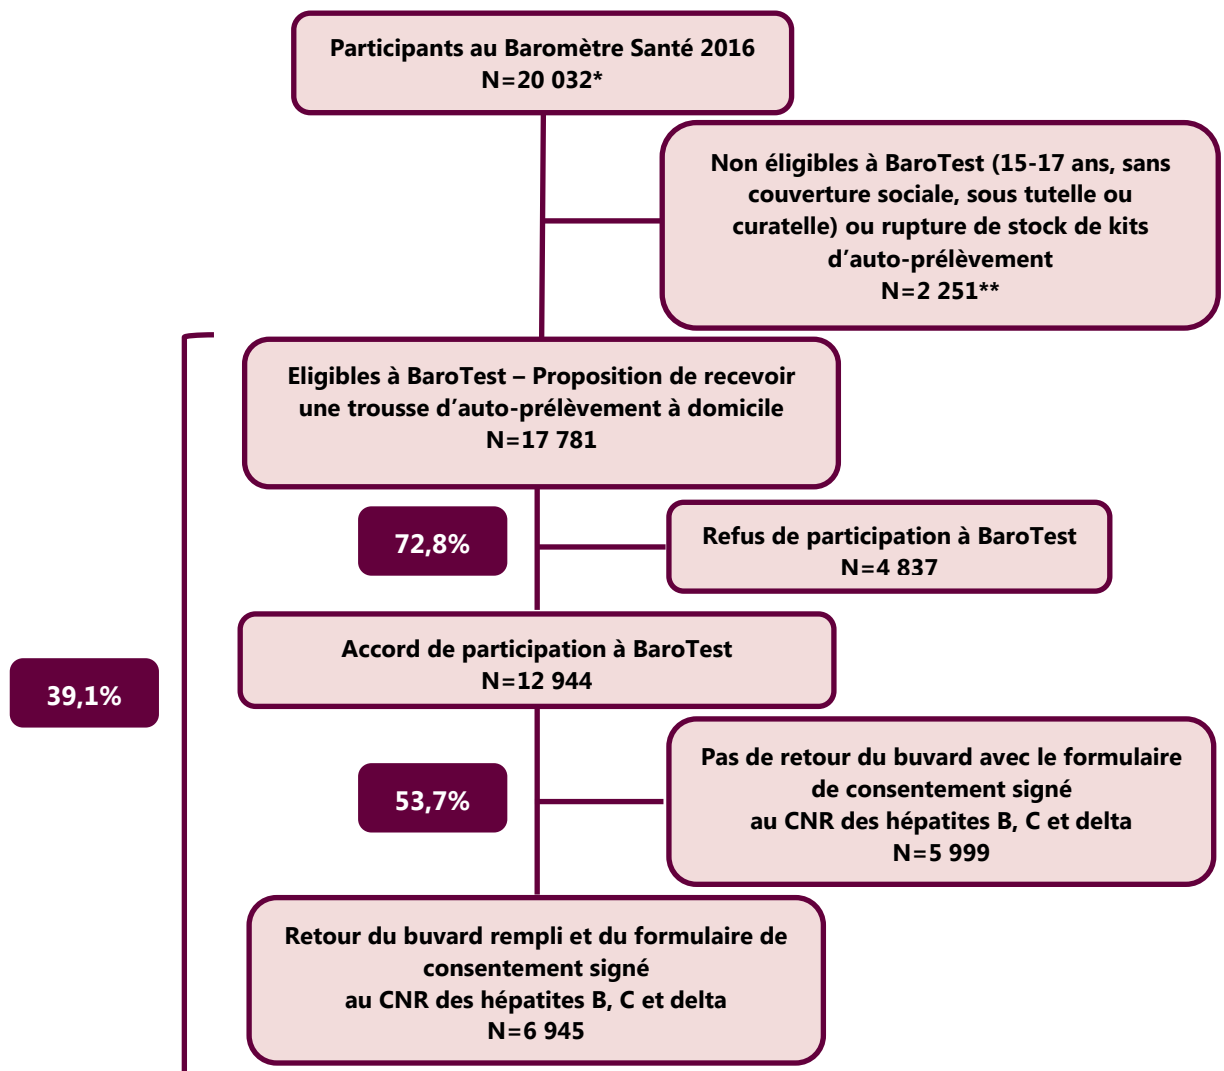 Participants au Baromètre Santé 2016
N=20 032*
Non éligibles à BaroTest (15-17 ans, sans
couverture sociale, sous tutelle ou
curatelle) ou rupture de stock de kits
d’auto-prélèvement
N=2 251**
Eligibles à BaroTest – Proposition de recevoir
une trousse d’auto-prélèvement à domicile
N=17 781
72,8%
Refus de participation à BaroTest
N=4 837
Accord de participation à BaroTest
N=12 944
39,1%
53,7%
Pas de retour du buvard avec le formulaire
de consentement signé
au CNR des hépatites B, C et delta
N=5 999
Retour du buvard rempli et du formulaire de
consentement signé
au CNR des hépatites B, C et delta
N=6 945